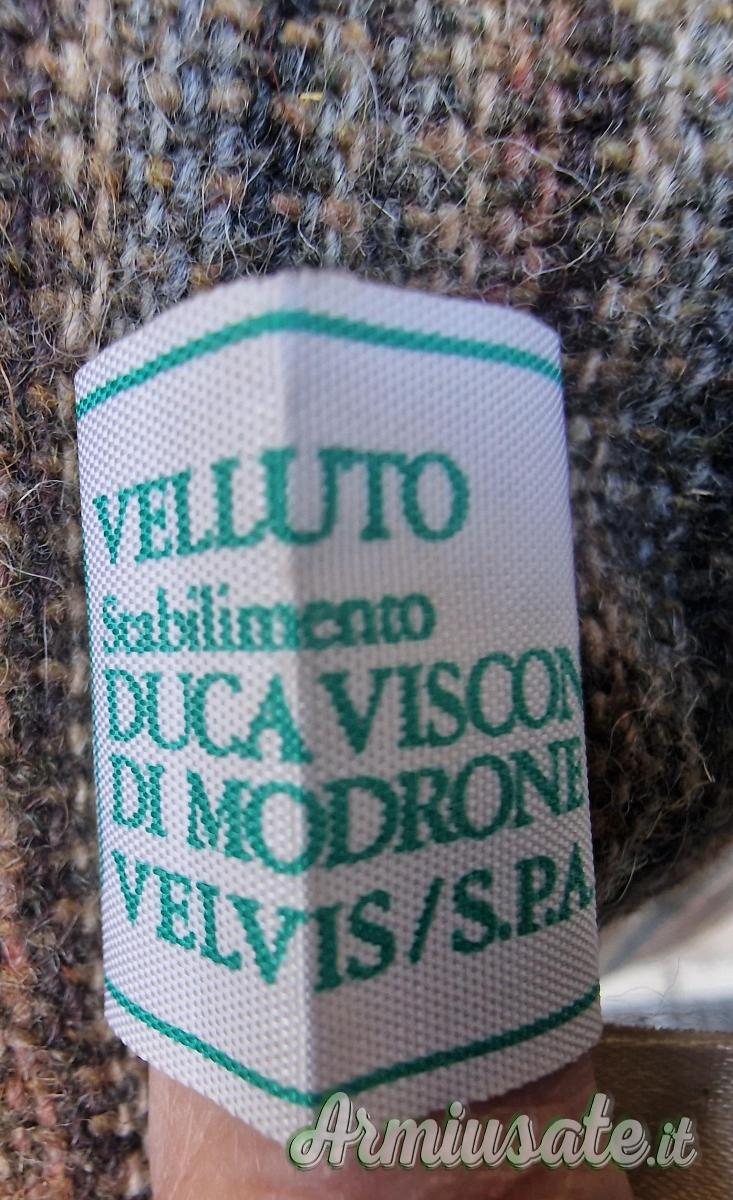 VELLUTO
Stabilimento
DUCA VISCON
DI MODRONE
VELVIS/S.P.A.
Armiusate.it